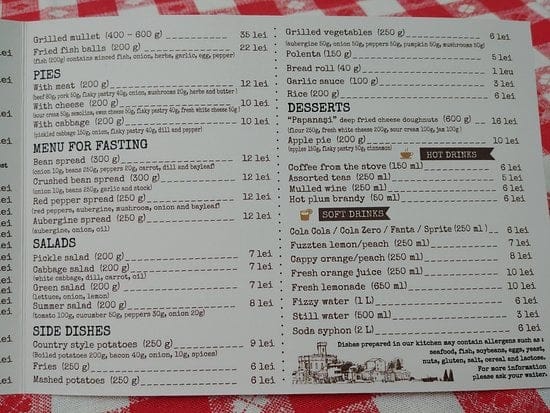 Grilled mullet (400 - 600 g) 35 lei
Fried fish balls (200 g) 22 lei
(fish (200g) contains minced fish, onion, herbs, garlic, egg, pepper)
PIES
With meat (200 g) 12 lei
(beef 30g, pork 50g, flaky pastry 40g, onion, mushrooms 20g, herbs and butter)
With cheese (200 g) 10 lei
(sour cream 50g, semolina, ewes cheese 70g, flaky pastry 40g, fresh white cheese 50g)
With cabbage (200 g) 10 lei
(pickled cabbage 150g, onion, flaky pastry 40g, dill and pepper)
MENU FOR FASTING
Bean spread (300 g) 12 lei
(onion 10g, beans 250g, peppers 20g, carrot, dill and bayleaf)
Crushed bean spread (300 g) 12 lei
(onion 10g, beans 250g, garlic and stock)
Red pepper spread (250 g) 12 lei
(red peppers, aubergine, mushroom, onion and bayleaf)
Aubergine spread (250 g) 12 lei
(aubergine, onion, oil)
SALADS
Pickle salad (200 g) 7 lei
Cabbage salad (200 g) 7 lei
(white cabbage, dill, carrot, oil)
Green salad (200 g) 7 lei
(lettuce, onion, lemon)
Summer salad (200 g) 8 lei
(tomato 100g, cucumber 50g, peppers 30g, onion 20g)
SIDE DISHES
Country style potatoes (250 g) 9 lei
(Boiled potatoes 200g, bacon 40g, onion, 10g, spices)
Fries (250 g) 6 lei
Mashed potatoes (250 g) 6 lei
Grilled vegetables (250 g) 6 lei
(aubergine 50g, onion 50g, peppers 50g, pumpkin 50g, mushrooms 50g)
Polenta (150 g) 5 lei
Bread roll (40 g) 1 leu
Garlic sauce (100 g) 3 lei
Rice (200 g) 6 lei
DESSERTS
"Papanași" deep fried cheese doughnuts (600 g) 16 lei
(flour 250g, fresh white cheese 200g, sour cream 100g, jam 100g)
Apple pie (200 g) 10 lei
(apples 150g, flaky pastry 50g, cinnamon)
HOT DRINKS
Coffee from the stove (150 ml) 6 lei
Assorted teas (250 ml) 5 lei
Mulled wine (250 ml) 6 lei
Hot plum brandy (50 ml) 6 lei
SOFT DRINKS
Cola Cola / Cola Zero / Fanta / Sprite (250 ml) 6 lei
Fuzztea lemon/peach (250 ml) 7 lei
Cappy orange/peach (250 ml) 8 lei
Fresh orange juice (250 ml) 10 lei
Fresh lemonade (650 ml) 10 lei
Fizzy water (1 L) 6 lei
Still water (500 ml) 3 lei
Soda syphon (2 L) 6 lei
Dishes prepared in our kitchen may contain allergens such as :
seafood, fish, soybeans, eggs, yeast,
nuts, gluten, salt, cereal and lactose.
For more information
please ask your waiter.